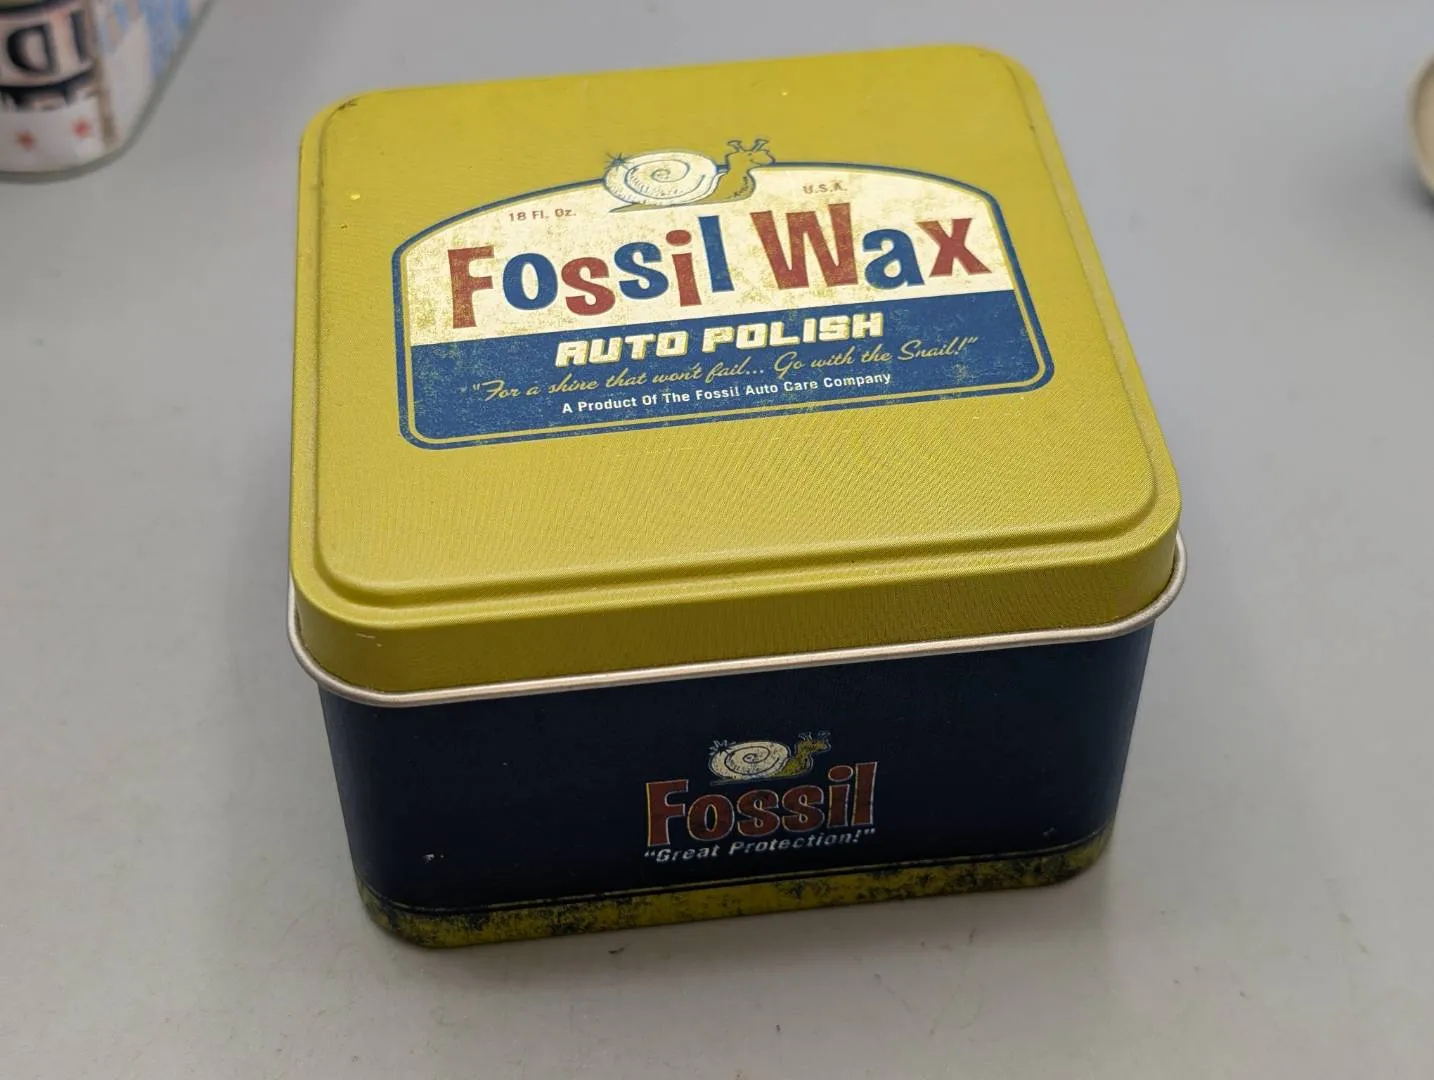 18 Fl. Oz.
U.S.A.
Fossil Wax
AUTO POLISH
"For a shine that won't fail... Go with the Snail!"
A Product Of The Fossil Auto Care Company
Fossil
"Great Protection!"